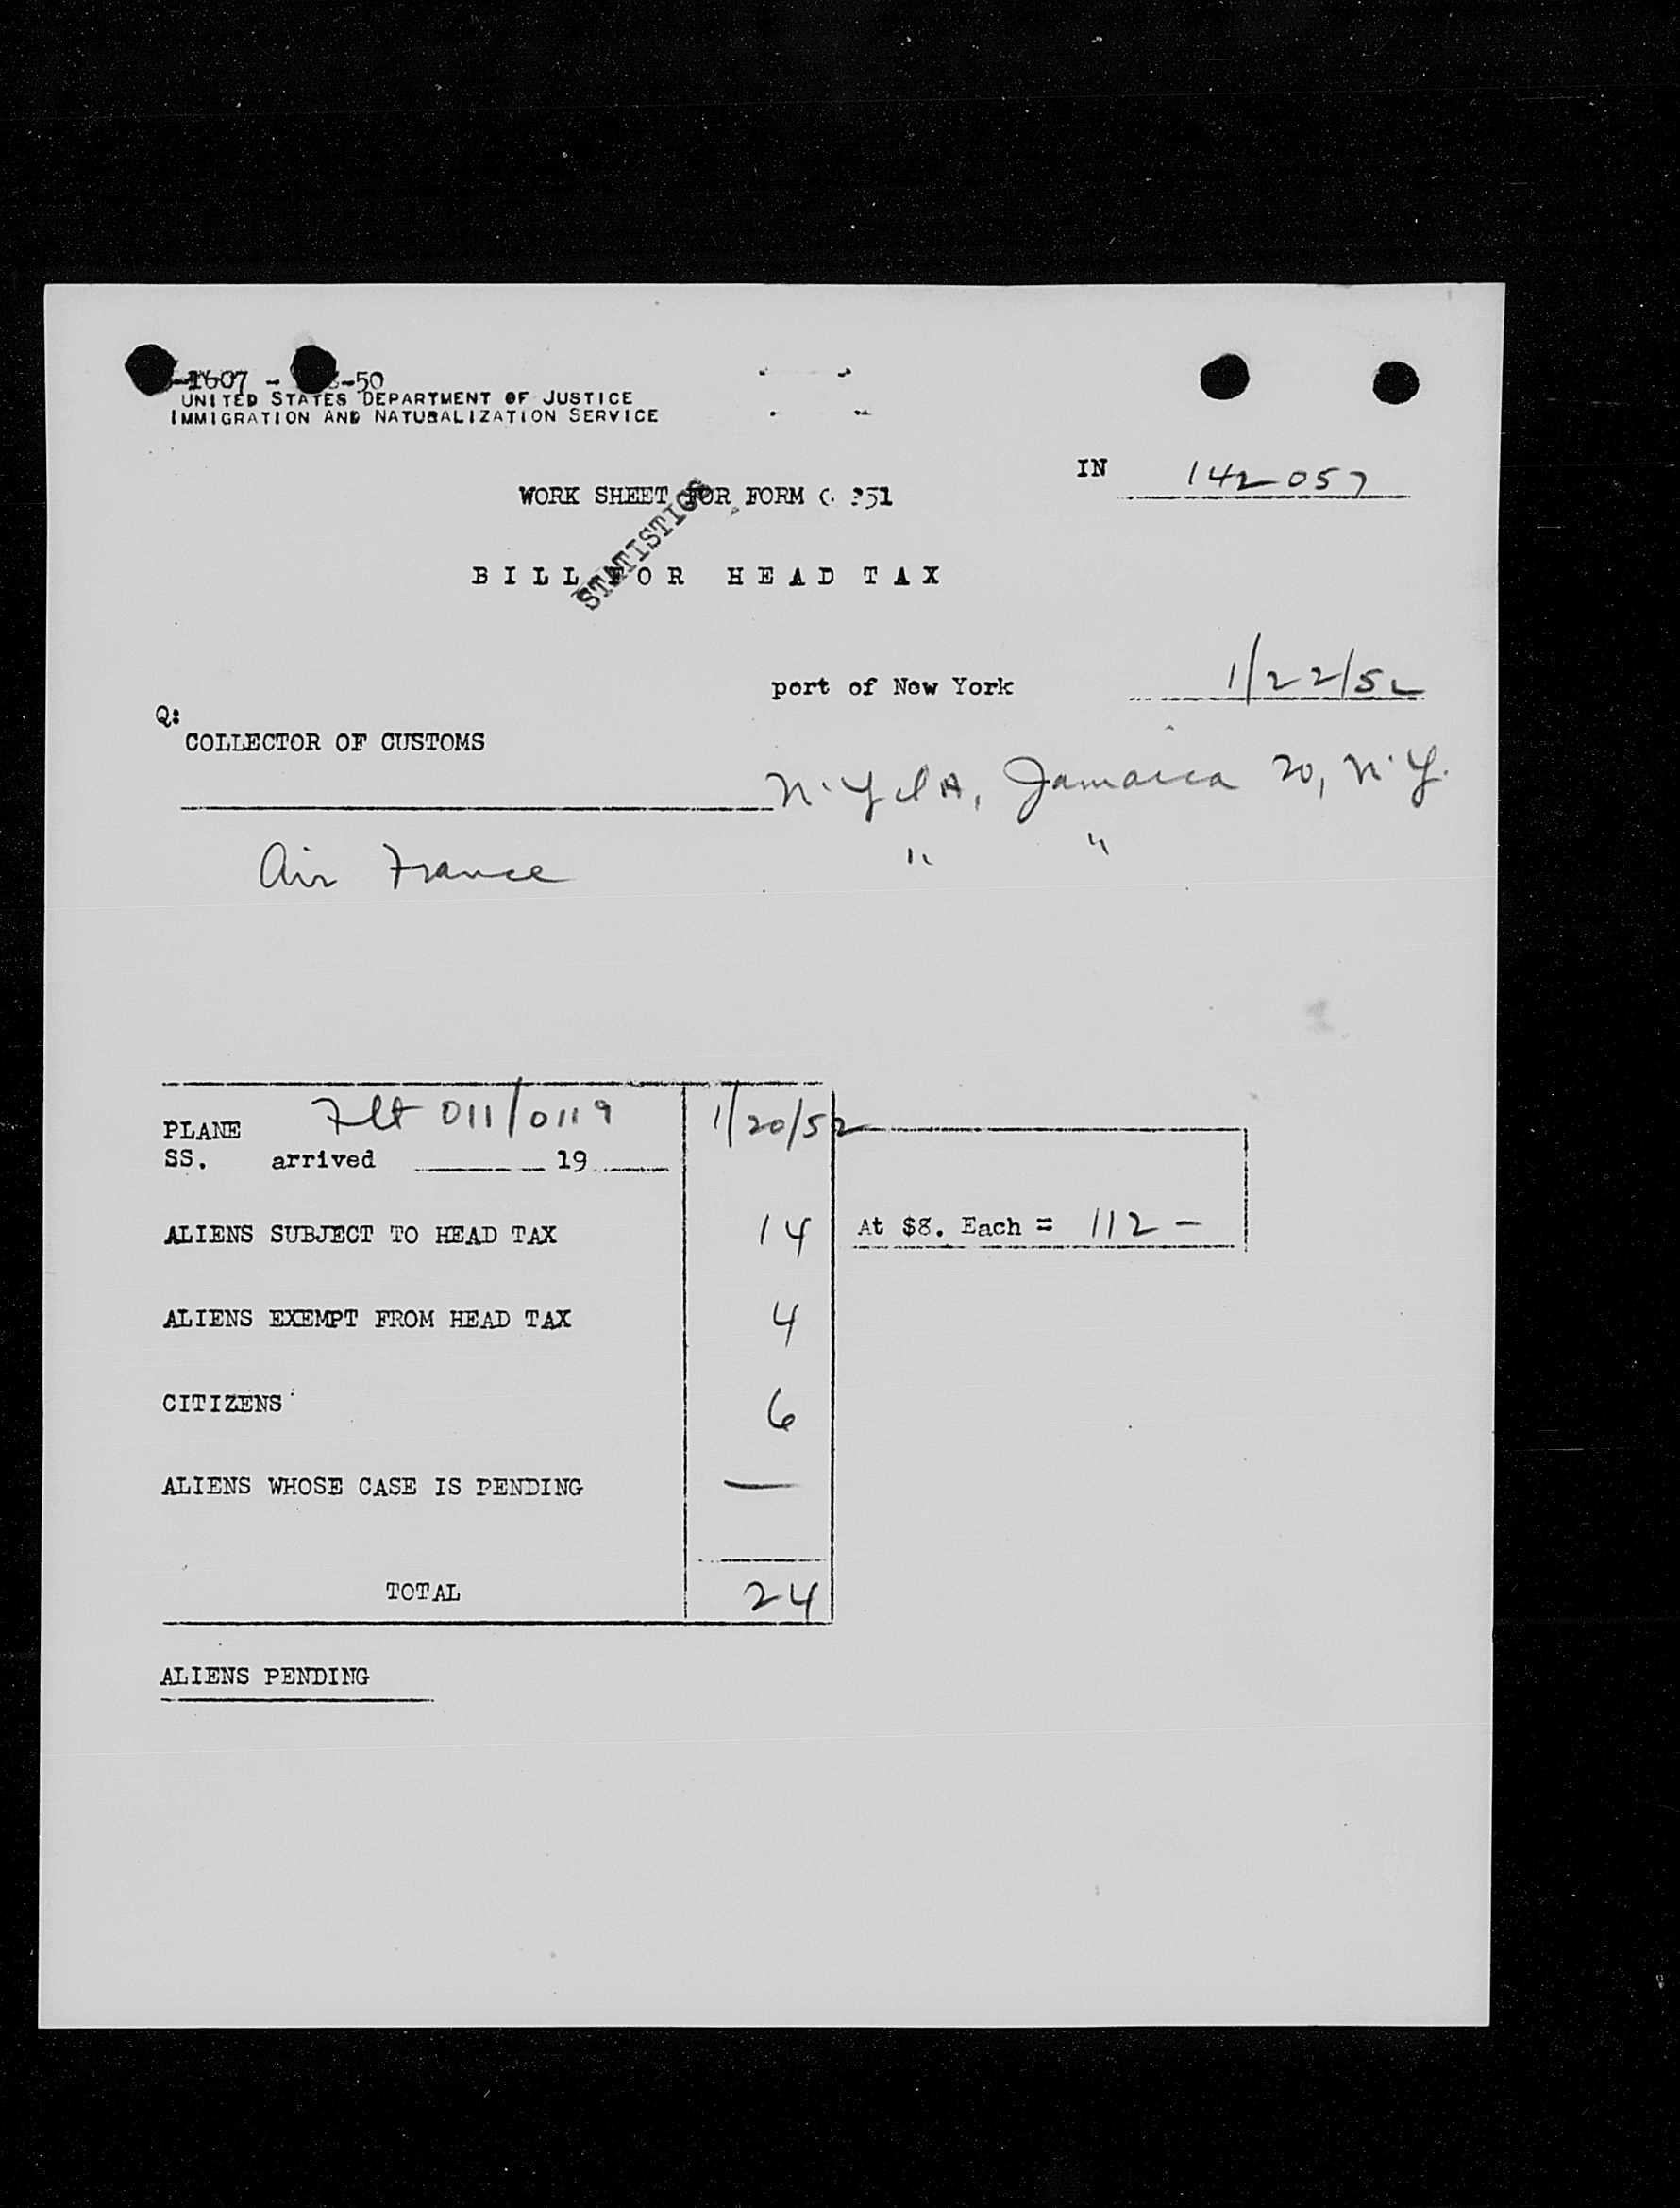 -1607 - -50
UNITED STATES DEPARTMENT OF JUSTICE
IMMIGRATION AND NATURALIZATION SERVICE
IN 142-057
WORK SHEET FOR FORM
STATISTICS
BILL FOR HEAD TAX
port of New York 1/22/52
Q:
COLLECTOR OF CUSTOMS
N.Y.I.A, Jamaica 20, N.Y.
Air France " "
PLANE Flt 011/0119 1/20/52
SS. arrived 19
ALIENS SUBJECT TO HEAD TAX 14 At $8. Each = 112 -
ALIENS EXEMPT FROM HEAD TAX 4
CITIZENS 6
ALIENS WHOSE CASE IS PENDING —
TOTAL 24
ALIENS PENDING